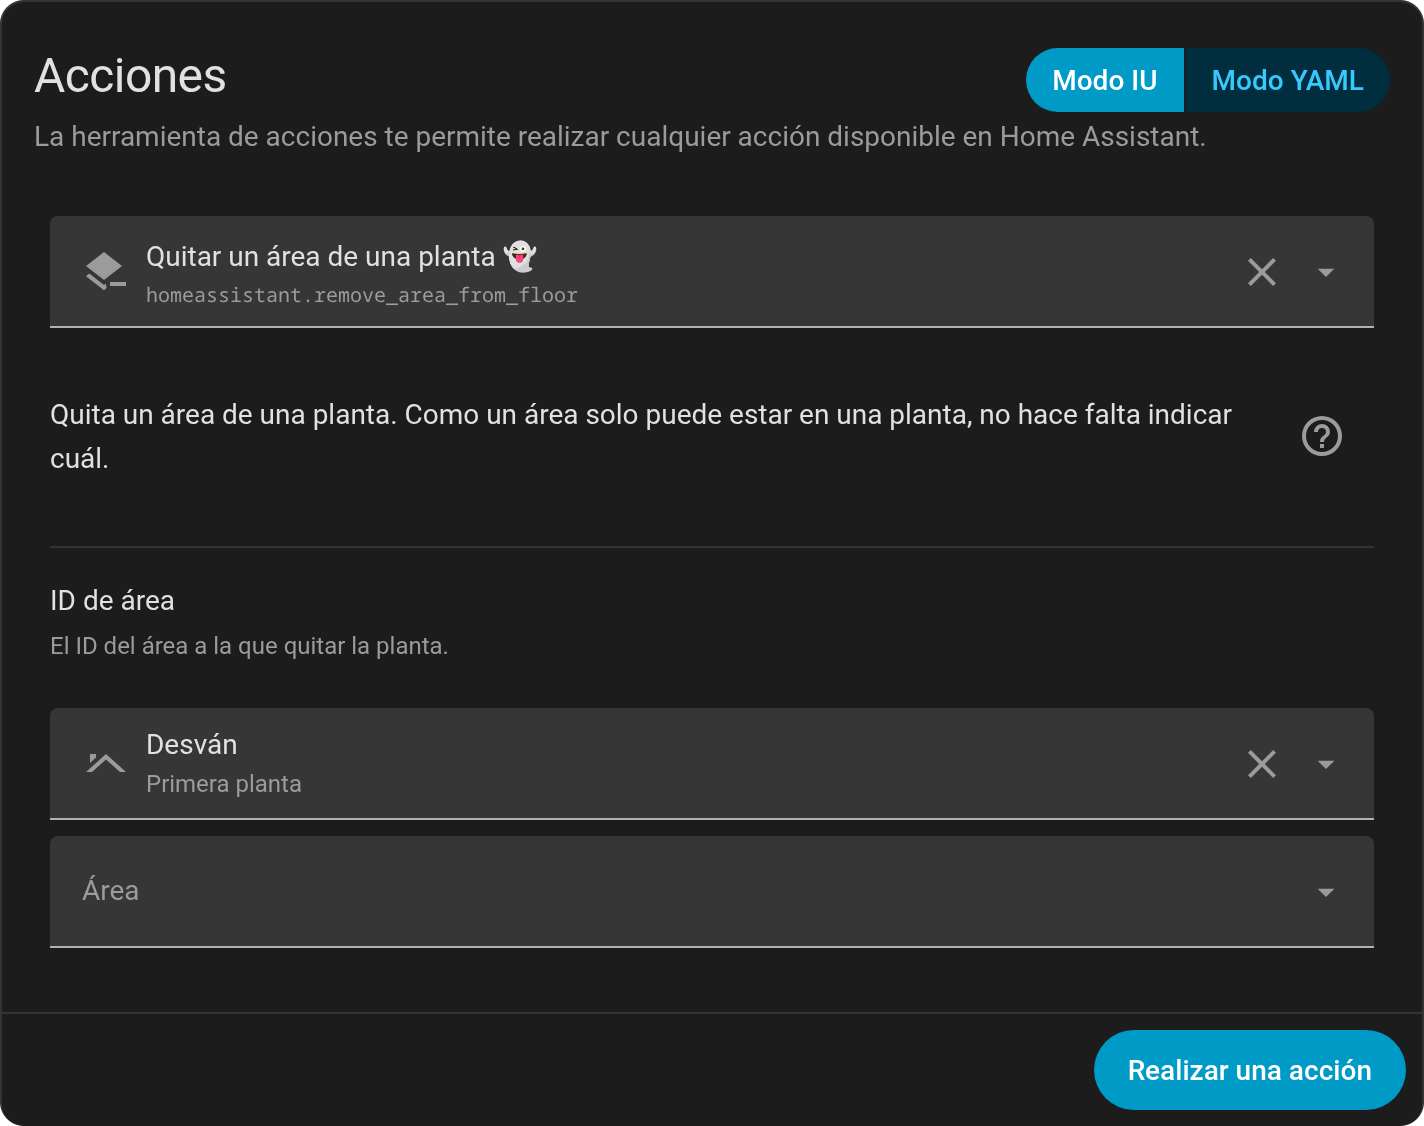 Acciones
Modo IU
Modo YAML
La herramienta de acciones te permite realizar cualquier acción disponible en Home Assistant.
Quitar un área de una planta 👻
homeassistant.remove_area_from_floor
Quita un área de una planta. Como un área solo puede estar en una planta, no hace falta indicar
cuál.
ID de área
El ID del área a la que quitar la planta.
Desván
Primera planta
Área
Realizar una acción